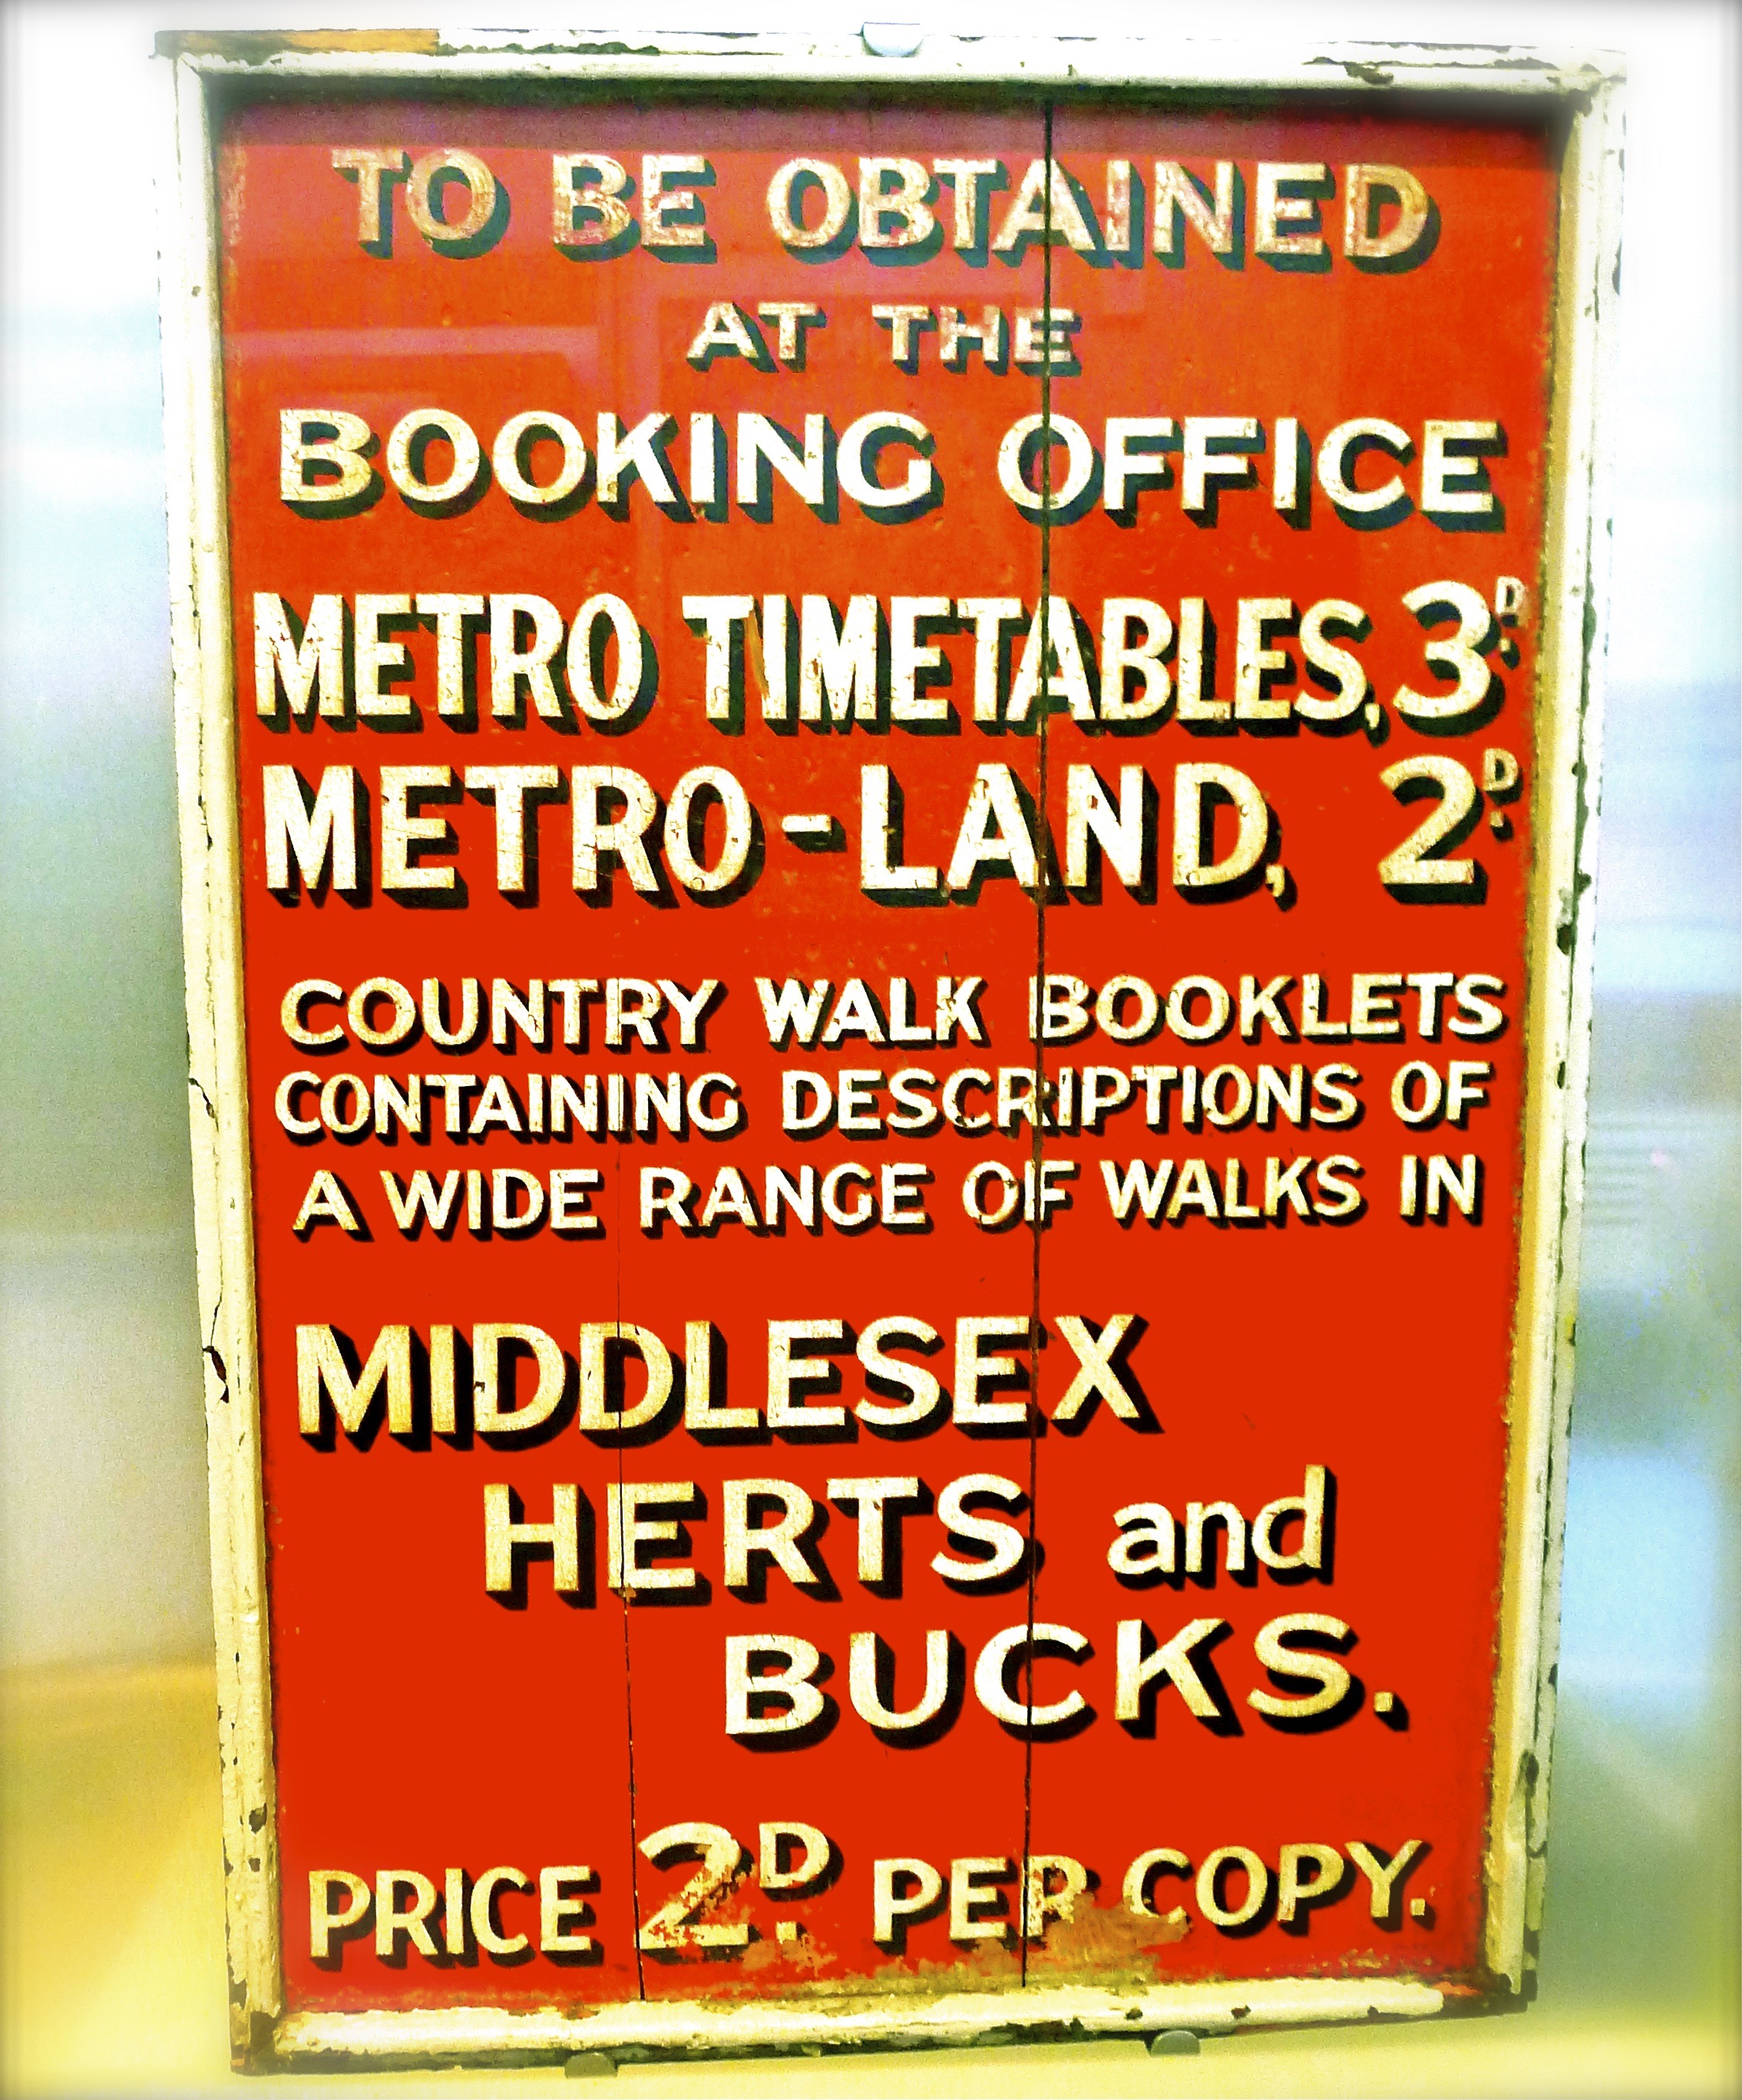 TO BE OBTAINED
AT THE
BOOKING OFFICE
METRO TIMETABLES, 3D.
METRO-LAND, 2D.
COUNTRY WALK BOOKLETS
CONTAINING DESCRIPTIONS OF
A WIDE RANGE OF WALKS IN
MIDDLESEX
HERTS and
BUCKS.
PRICE 2D. PER COPY.